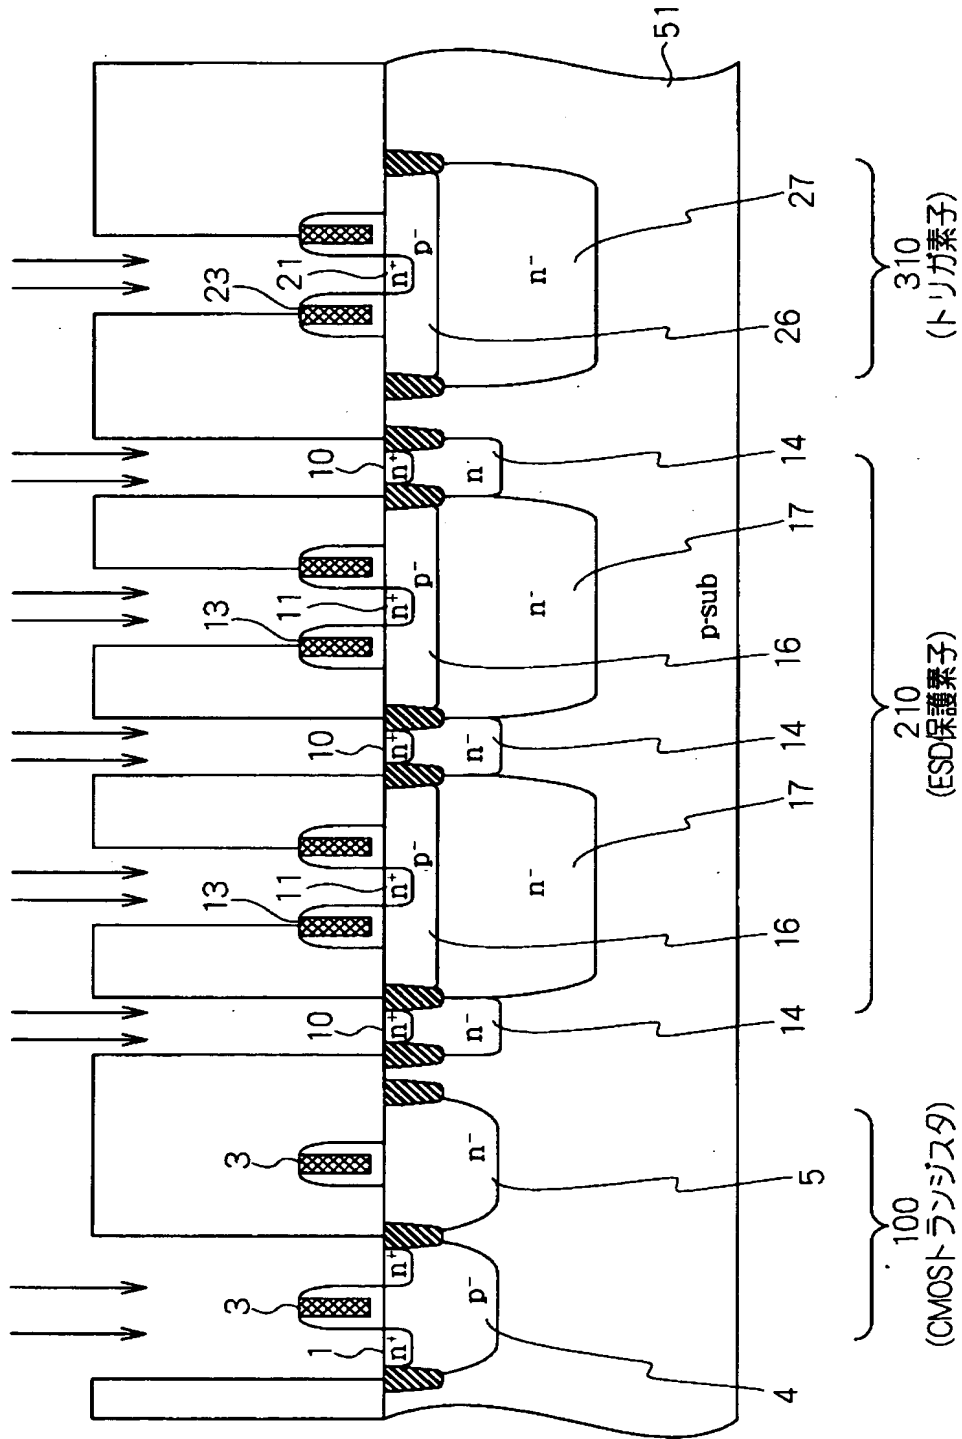 3 3 13 13 23
1 10 11 10 11 10 21
n⁺ n⁺ n⁺ n⁺ n⁺ n⁺ n⁺ n⁺
p⁻ p⁻ p⁻
p⁻ n⁻ n⁻ n⁻ n
n⁻ n⁻ n⁻
51
p-sub
4 5 14 16 17 14 16 17 14 26 27
100 210 310
(CMOSトランジスタ) (ESD保護素子) (トリガ素子)